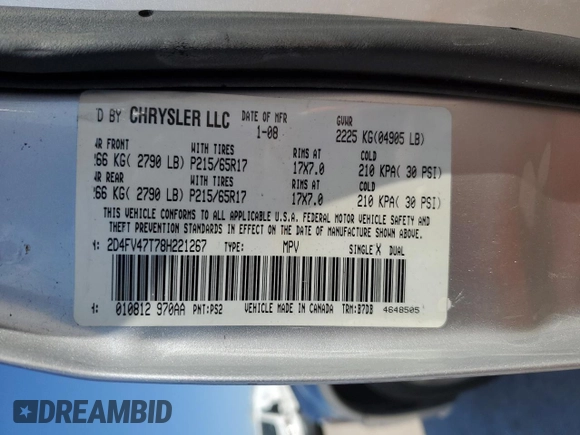 D BY CHRYSLER LLC DATE OF MFR GVWR
1-08 2225 KG(04905 LB)
WR FRONT WITH TIRES RIMS AT COLD
266 KG( 2790 LB) P215/65R17 17X7.0 210 KPA( 30 PSI)
WR REAR WITH TIRES RIMS AT COLD
266 KG( 2790 LB) P215/65R17 17X7.0 210 KPA( 30 PSI)
THIS VEHICLE CONFORMS TO ALL APPLICABLE U.S.A. FEDERAL MOTOR VEHICLE SAFETY AND
THEFT PREVENTION STANDARDS IN EFFECT ON THE DATE OF MANUFACTURE SHOWN ABOVE.
: 2D4FV47T78H221267 TYPE: MPV SINGLE X DUAL
: 010812 970AA PNT:PS2 VEHICLE MADE IN CANADA TRM:B7DB 4648505
DREAMBID